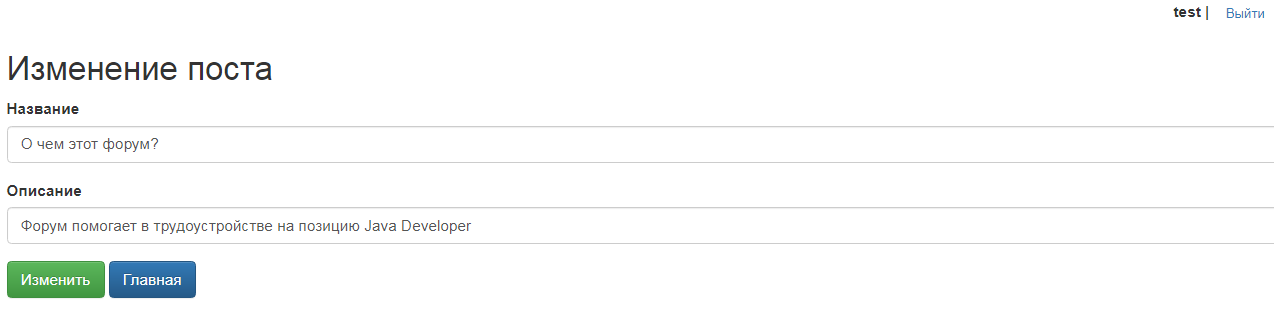 test | Выйти
Изменение поста
Название
О чем этот форум?
Описание
Форум помогает в трудоустройстве на позицию Java Developer
Изменить Главная